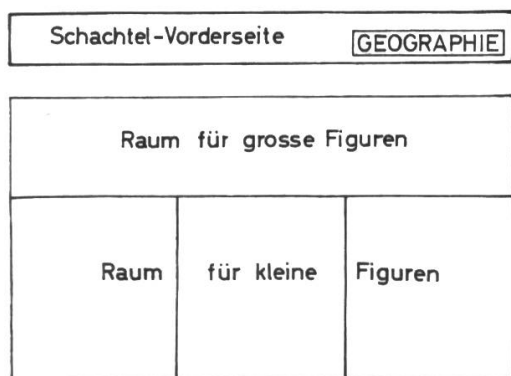 Schachtel-Vorderseite GEOGRAPHIE
Raum für grosse Figuren
Raum für kleine Figuren